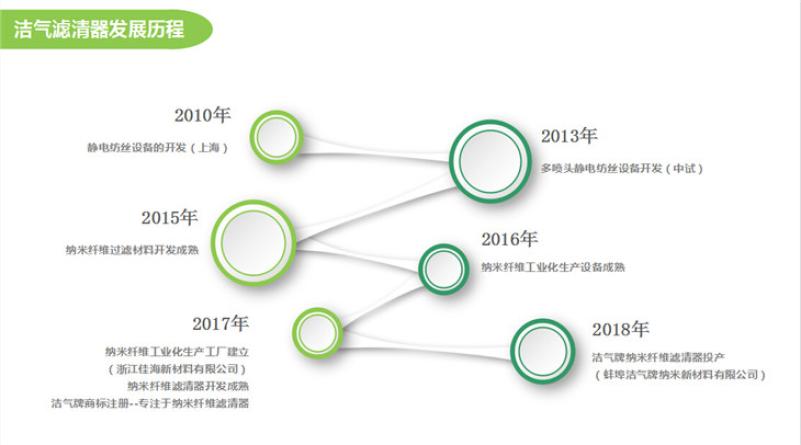 洁气滤清器发展历程
2010年
静电纺丝设备的开发（上海）
2013年
多喷头静电纺丝设备开发（中试）
2015年
纳米纤维过滤材料开发成熟
2016年
纳米纤维工业化生产设备成熟
2017年
纳米纤维工业化生产工厂建立
（浙江佳海新材料有限公司）
纳米纤维滤清器开发成熟
洁气牌商标注册--专注于纳米纤维滤清器
2018年
洁气牌纳米纤维滤清器投产
（蚌埠洁气牌纳米新材料有限公司）